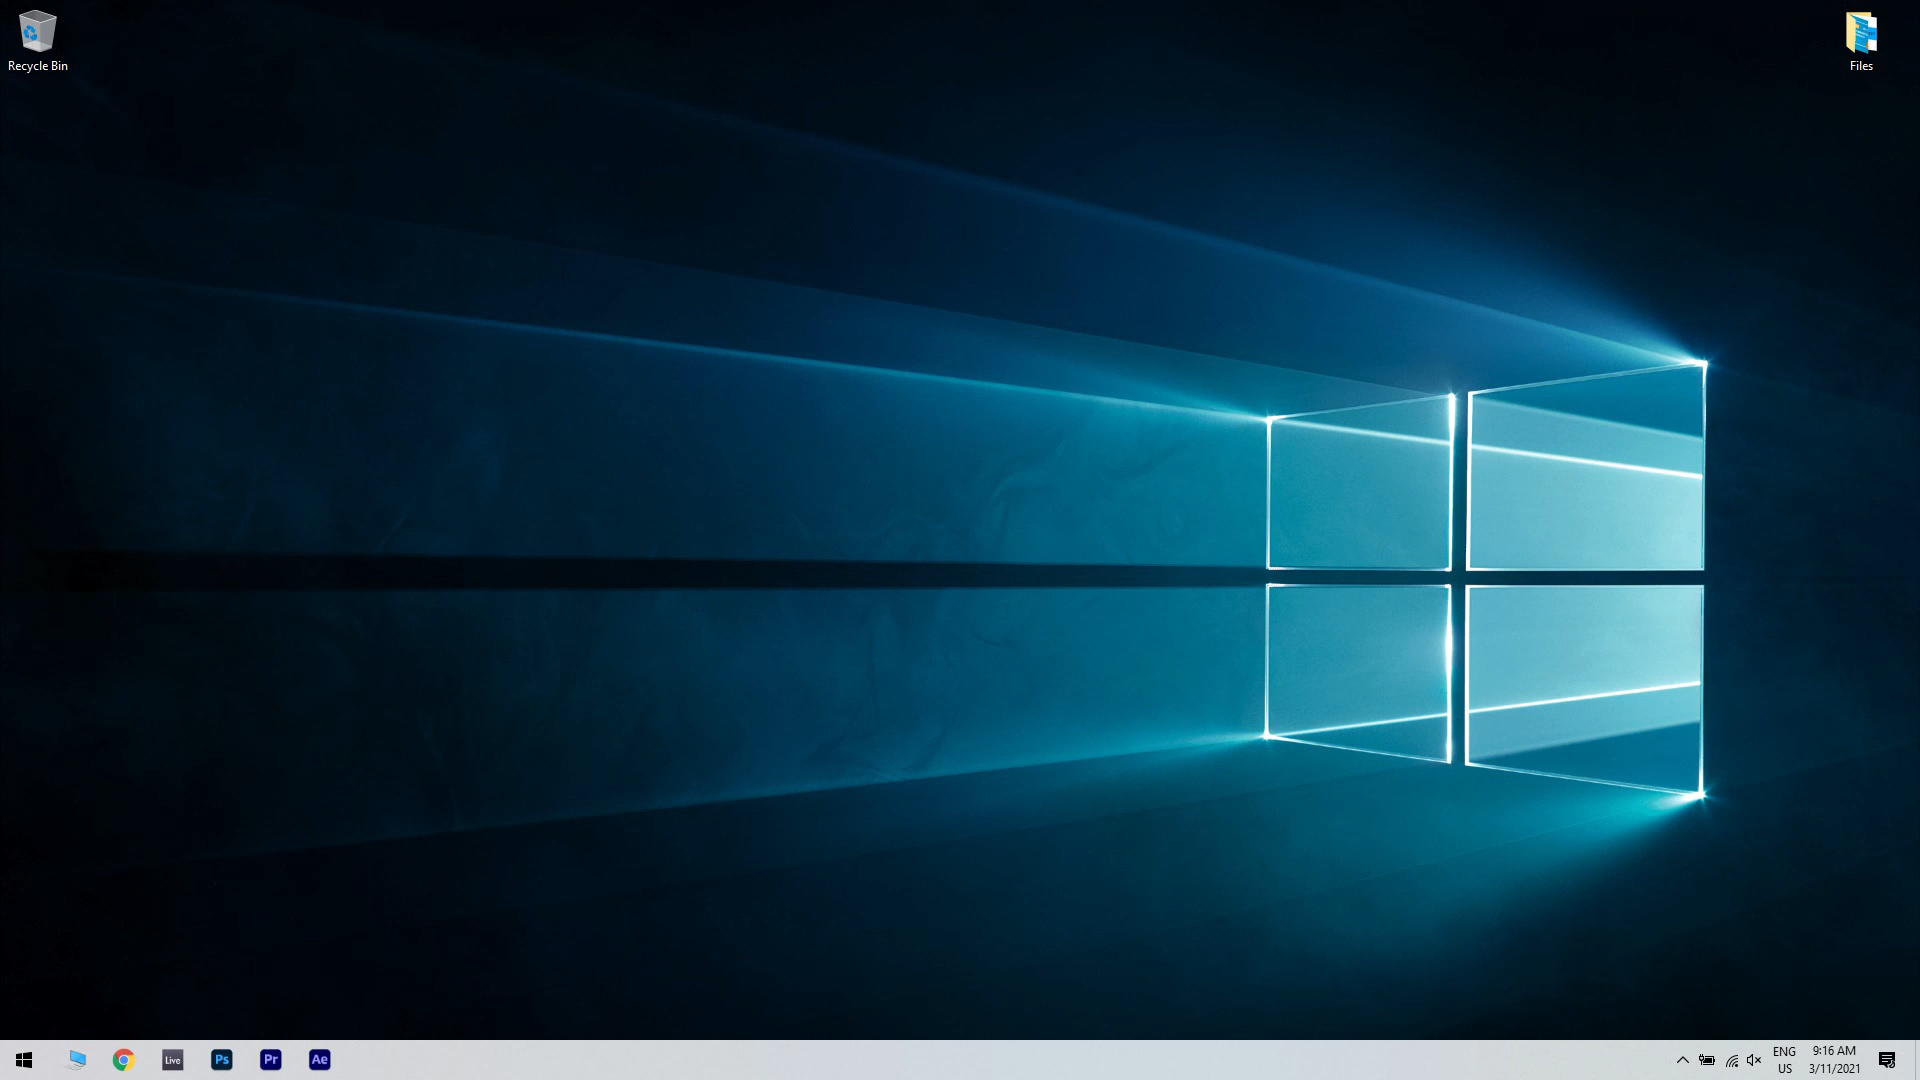 Recycle Bin
Files
Live
Ps
Pr
Ae
ENG
US
9:16 AM
3/11/2021